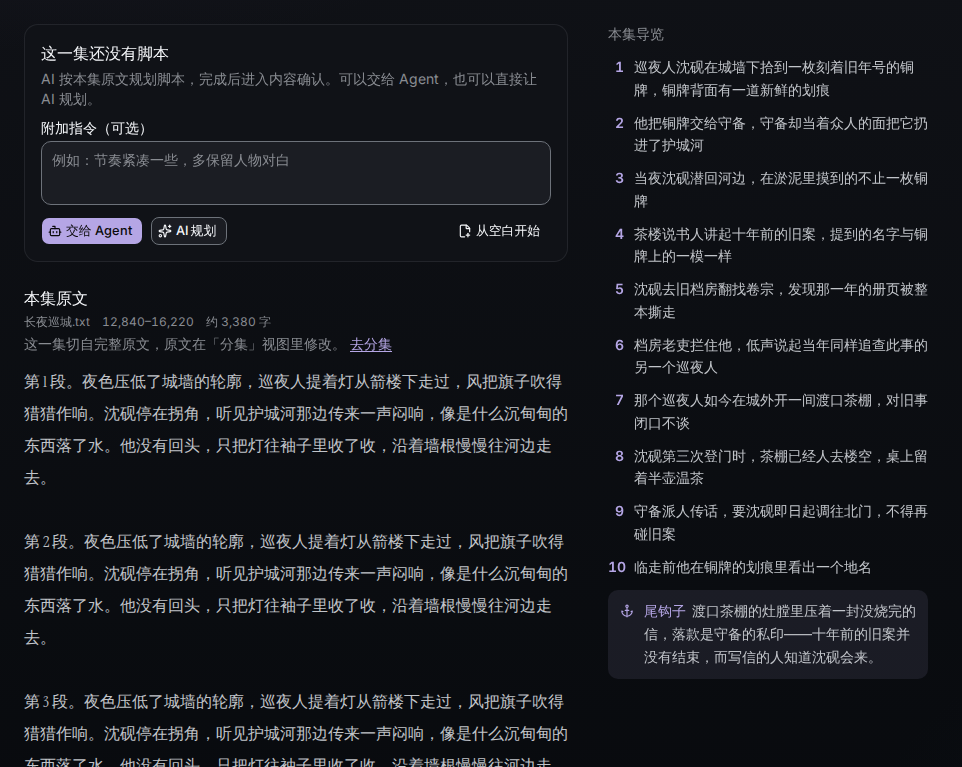 这一集还没有脚本
AI 按本集原文规划脚本，完成后进入内容确认。可以交给 Agent，也可以直接让
AI 规划。
附加指令（可选）
例如：节奏紧凑一些，多保留人物对白
交给 Agent
AI 规划
从空白开始
本集原文
长夜巡城.txt 12,840–16,220 约 3,380 字
这一集切自完整原文，原文在「分集」视图里修改。 去分集
第 1 段。夜色压低了城墙的轮廓，巡夜人提着灯从箭楼下走过，风把旗子吹得
猎猎作响。沈砚停在拐角，听见护城河那边传来一声闷响，像是什么沉甸甸的
东西落了水。他没有回头，只把灯往袖子里收了收，沿着墙根慢慢往河边走
去。
第 2 段。夜色压低了城墙的轮廓，巡夜人提着灯从箭楼下走过，风把旗子吹得
猎猎作响。沈砚停在拐角，听见护城河那边传来一声闷响，像是什么沉甸甸的
东西落了水。他没有回头，只把灯往袖子里收了收，沿着墙根慢慢往河边走
去。
第 3 段。夜色压低了城墙的轮廓，巡夜人提着灯从箭楼下走过，风把旗子吹得
猎猎作响。沈砚停在拐角，听见护城河那边传来一声闷响，像是什么沉甸甸的
东西落了水。他没有回头，只把灯往袖子里收了收，沿着墙根慢慢往河边走
本集导览
1 巡夜人沈砚在城墙下拾到一枚刻着旧年号的铜
牌，铜牌背面有一道新鲜的划痕
2 他把铜牌交给守备，守备却当着众人的面把它扔
进了护城河
3 当夜沈砚潜回河边，在淤泥里摸到的不止一枚铜
牌
4 茶楼说书人讲起十年前的旧案，提到的名字与铜
牌上的一模一样
5 沈砚去旧档房翻找卷宗，发现那一年的册页被整
本撕走
6 档房老吏拦住他，低声说起当年同样追查此事的
另一个巡夜人
7 那个巡夜人如今在城外开一间渡口茶棚，对旧事
闭口不谈
8 沈砚第三次登门时，茶棚已经人去楼空，桌上留
着半壶温茶
9 守备派人传话，要沈砚即日起调往北门，不得再
碰旧案
10 临走前他在铜牌的划痕里看出一个地名
尾钩子 渡口茶棚的灶膛里压着一封没烧完的
信，落款是守备的私印——十年前的旧案并
没有结束，而写信的人知道沈砚会来。